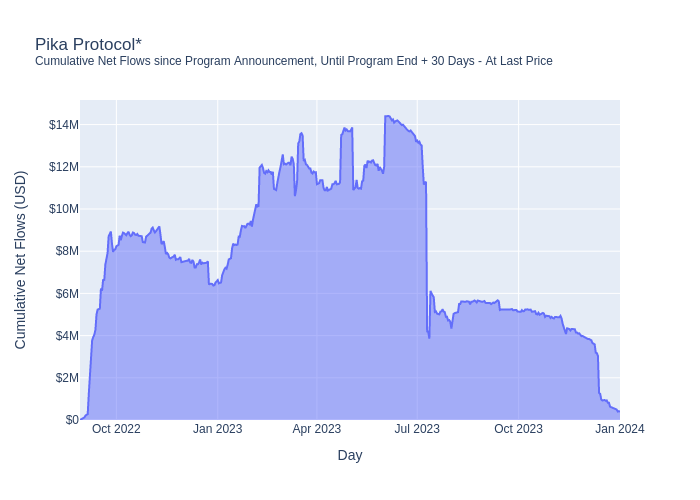 Pika Protocol*
Cumulative Net Flows since Program Announcement, Until Program End + 30 Days - At Last Price
Cumulative Net Flows (USD)
$14M
$12M
$10M
$8M
$6M
$4M
$2M
$0
Oct 2022
Jan 2023
Apr 2023
Jul 2023
Oct 2023
Jan 2024
Day